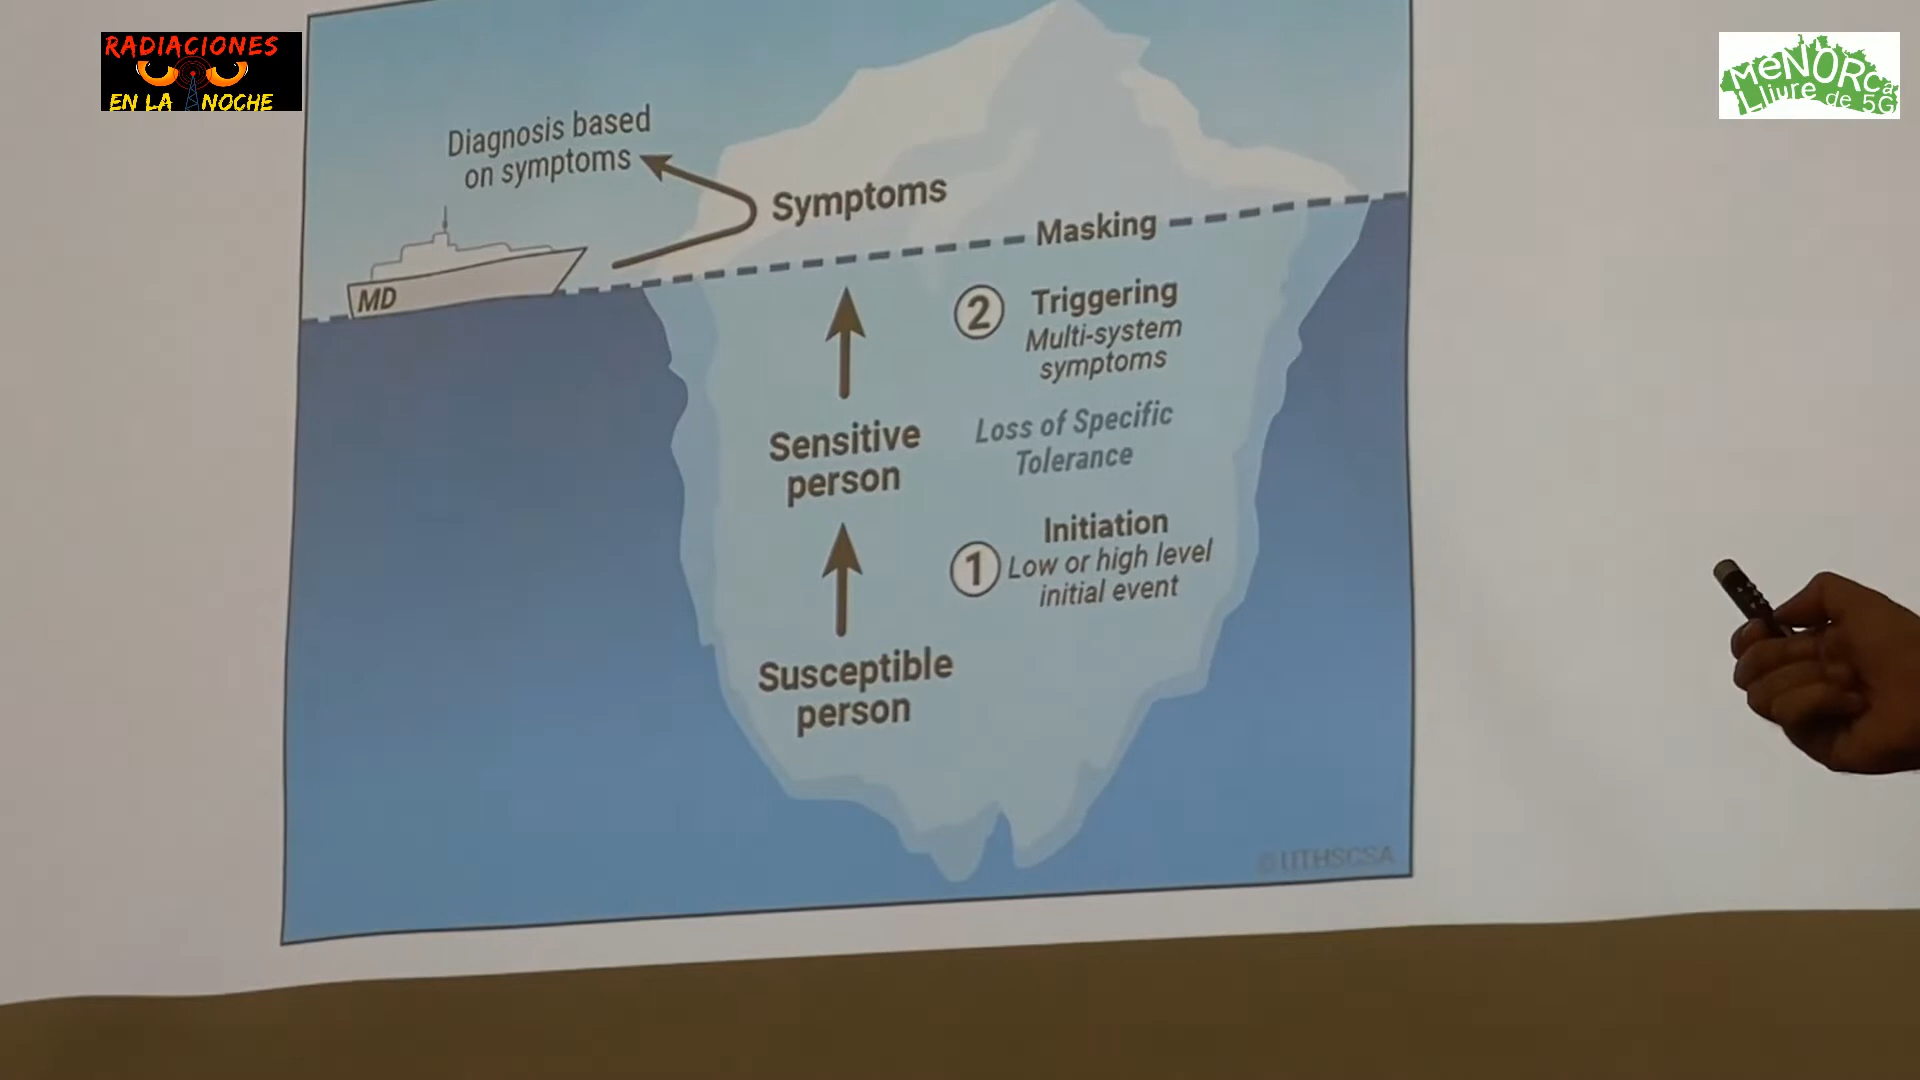 RADIACIONES
EN LA NOCHE
MeNORCa
Lliure de 5G
Diagnosis based
on symptoms
Symptoms
Masking
MD
2 Triggering
Multi-system
symptoms
Sensitive
person
Loss of Specific
Tolerance
1 Initiation
Low or high level
initial event
Susceptible
person
© UTHSCSA